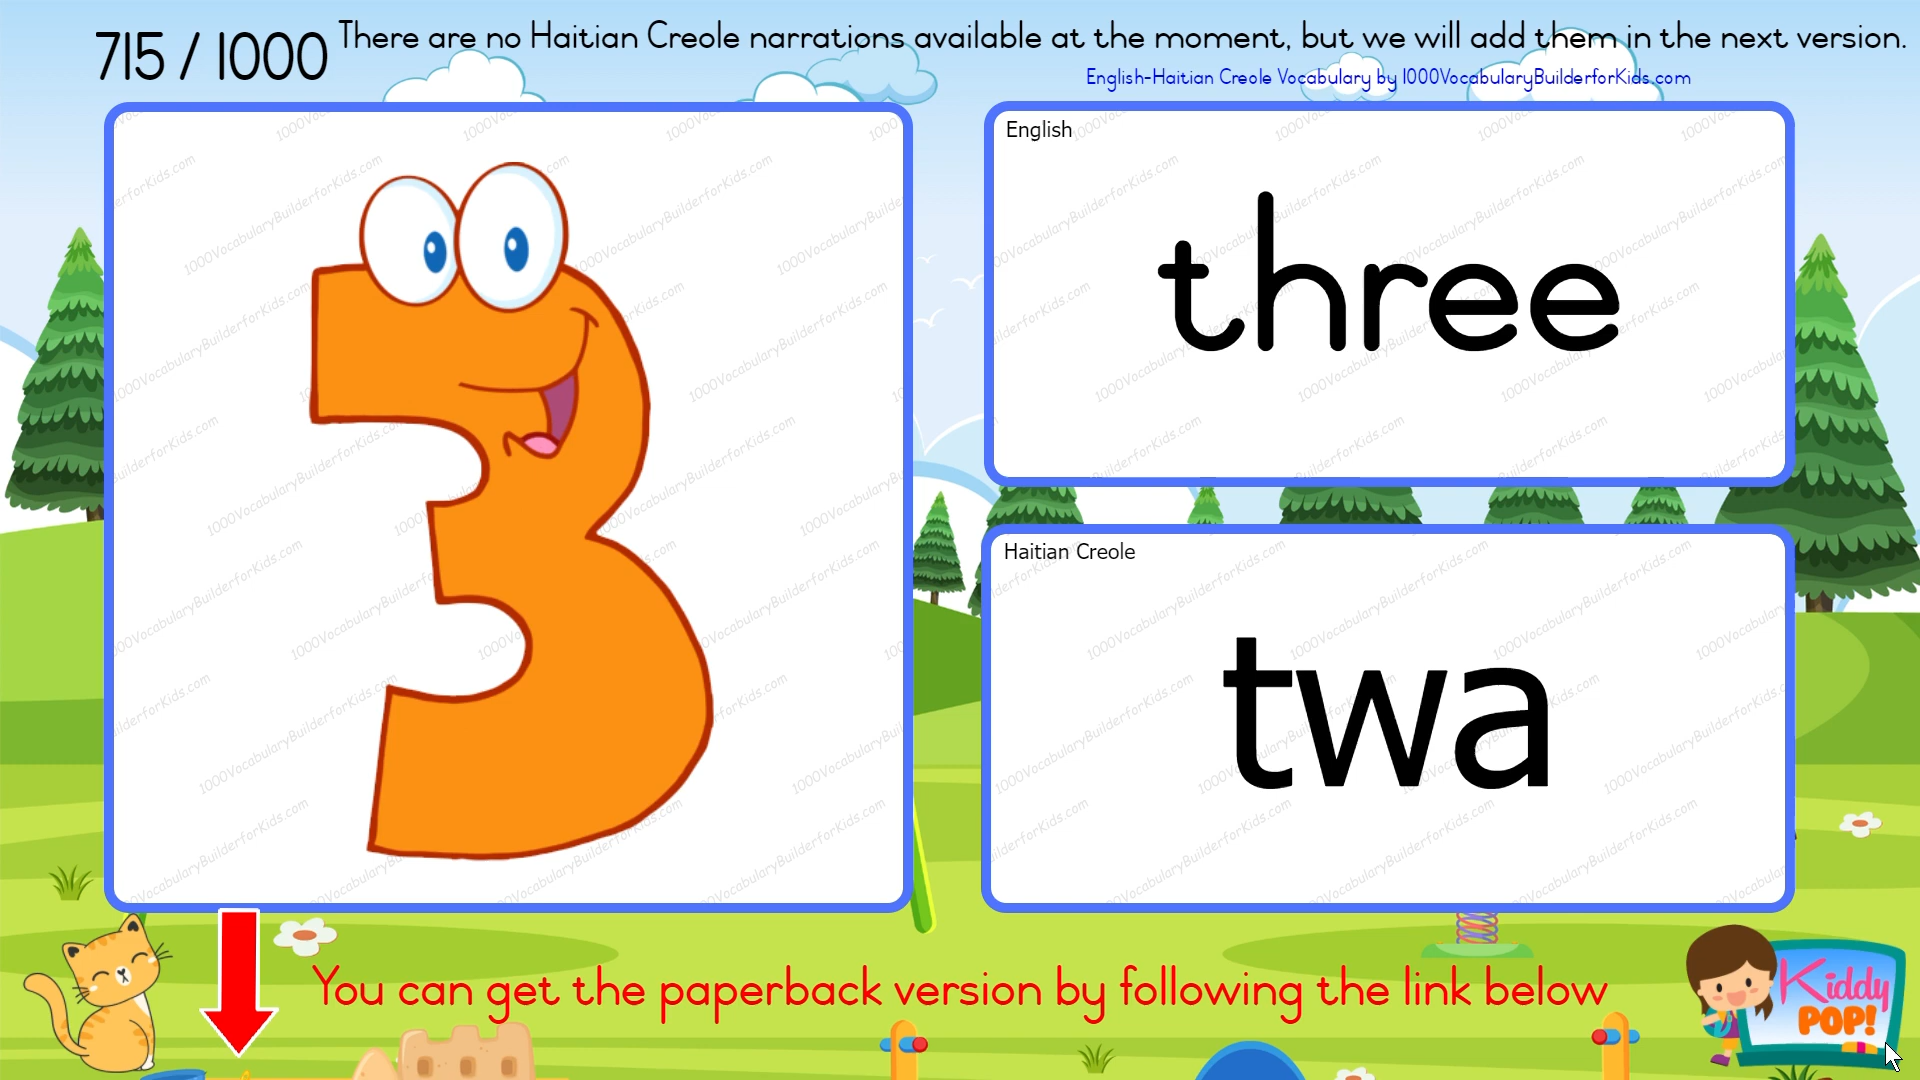 715 / 1000
There are no Haitian Creole narrations available at the moment, but we will add them in the next version.
English-Haitian Creole Vocabulary by 1000VocabularyBuilderforKids.com
English
three
Haitian Creole
twa
You can get the paperback version by following the link below
Kiddy
POP!
1000VocabularyBuilderforKids.com